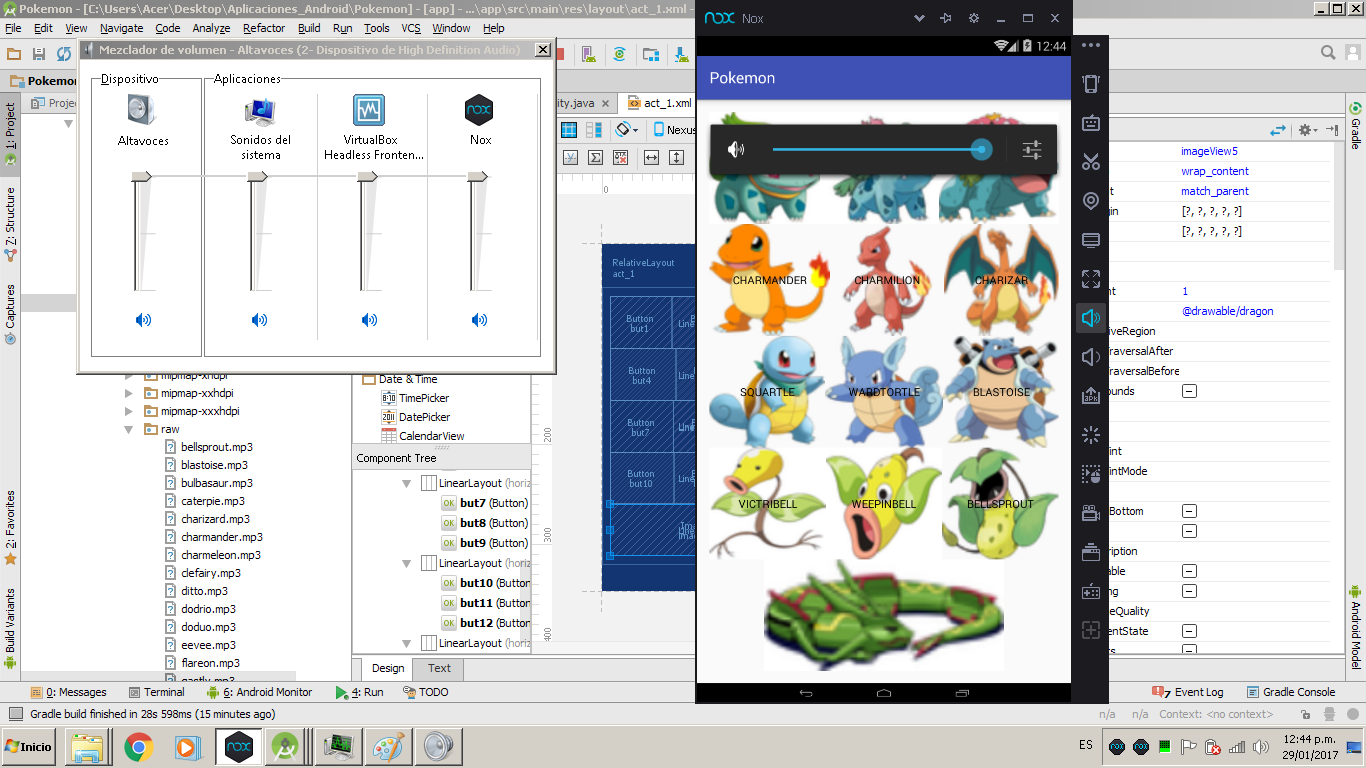 Pokemon - [C:\Users\Acer\Desktop\Aplicaciones_Android\Pokemon] - [app] - ...\app\src\main\res\layout\act_1.xml -
File Edit View Navigate Code Analyze Refactor Build Run Tools VCS Window Help
Mezclador de volumen - Altavoces (2- Dispositivo de High Definition Audio)
Dispositivo
Aplicaciones
Altavoces
Sonidos del
sistema
VirtualBox
Headless Fronten...
Nox
Pokemon
Projec
1: Project
Z: Structure
Captures
2: Favorites
Build Variants
ity.java
act_1.xml
Nexus
0
200
300
400
RelativeLayout
act_1
Button
but1
Button
but4
Button
but7
Button
but10
mipmap-xhdpi
mipmap-xxhdpi
mipmap-xxxhdpi
raw
bellsprout.mp3
blastoise.mp3
bulbasaur.mp3
caterpie.mp3
charizard.mp3
charmander.mp3
charmeleon.mp3
clefairy.mp3
ditto.mp3
dodrio.mp3
doduo.mp3
eevee.mp3
flareon.mp3
gastly.mp3
Date & Time
TimePicker
DatePicker
CalendarView
Component Tree
LinearLayout (horiz
but7 (Button)
but8 (Button)
but9 (Button)
LinearLayout (horiz
but10 (Button
but11 (Button
but12 (Button
LinearLayout (horiz
Design Text
nox Nox
12:44
Pokemon
CHARMANDER CHARMILION CHARIZAR
SQUARTLE WARDTORTLE BLASTOISE
VICTRIBELL WEEPINBELL BELLSPROUT
imageView5
wrap_content
match_parent
[?, ?, ?, ?, ?]
[?, ?, ?, ?, ?]
1
@drawable/dragon
iveRegion
raversalAfter
raversalBefore
ounds
int
intMode
Bottom
ription
able
ng
eQuality
entState
Gradle
Android Model
0: Messages Terminal 6: Android Monitor 4: Run TODO
7 Event Log Gradle Console
Gradle build finished in 28s 598ms (15 minutes ago)
n/a n/a Context: <no context>
Inicio
ES
12:44 p.m.
29/01/2017